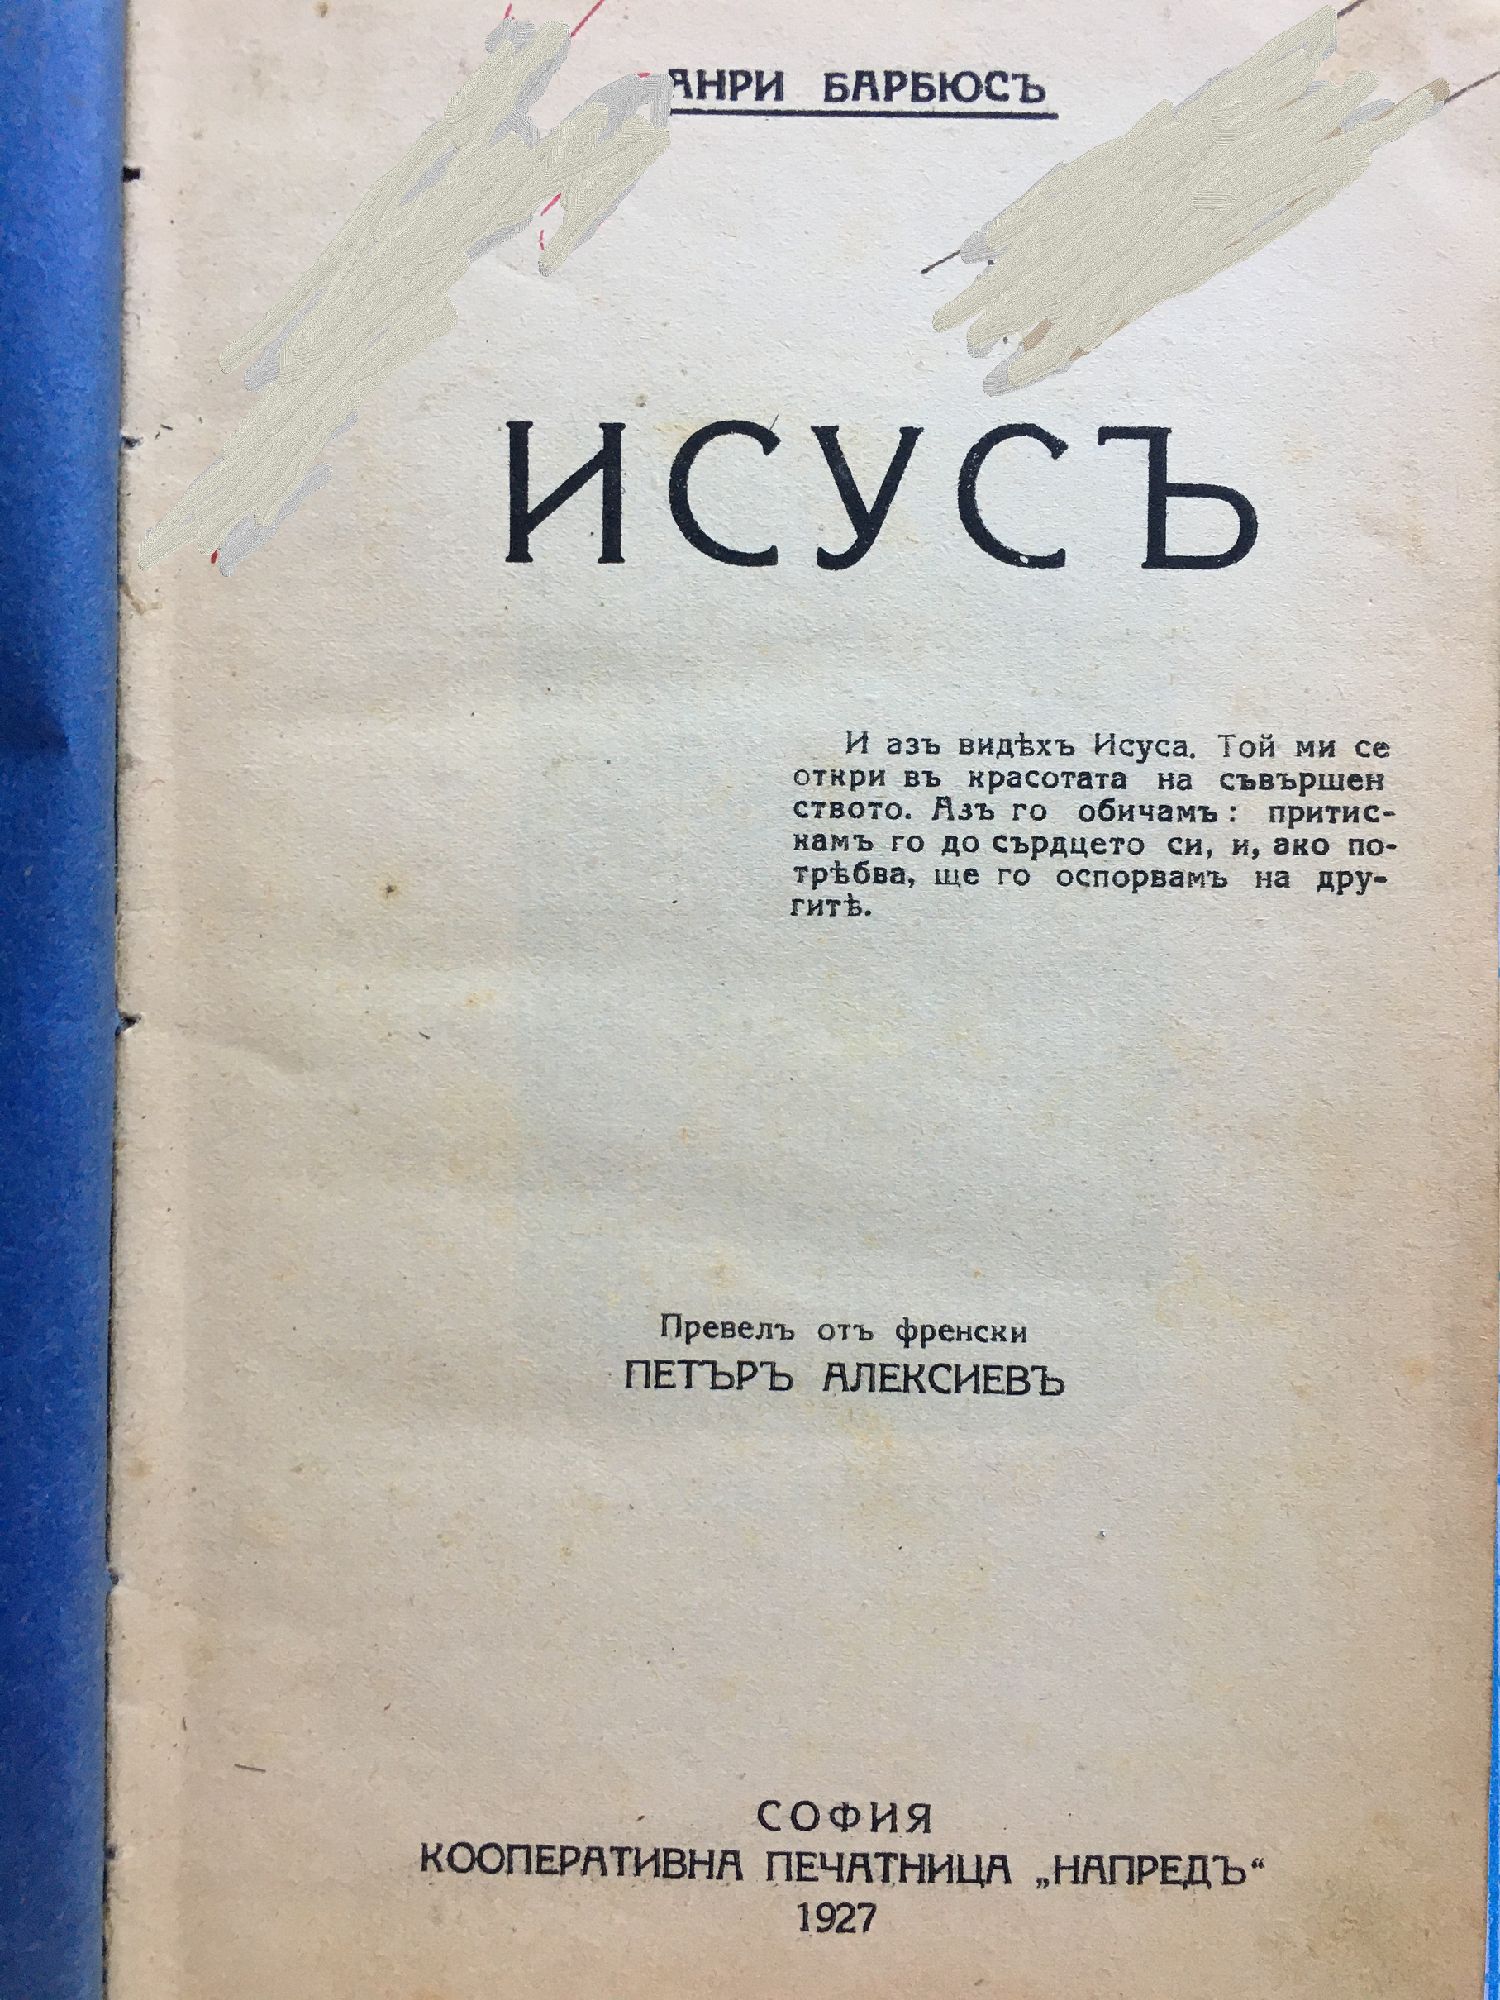 АНРИ БАРБЮСЪ
ИСУСЪ
И азъ видѣхъ Исуса. Той ми се
откри въ красотата на съвършен
ството. Азъ го обичамъ: притис-
камъ го до сърдцето си, и, ако по-
трѣбва, ще го оспорвамъ на дру-
гитѣ.
Превелъ отъ френски
ПЕТЪРЪ АЛЕКСИЕВЪ
СОФИЯ
КООПЕРАТИВНА ПЕЧАТНИЦА „НАПРЕДЪ“
1927